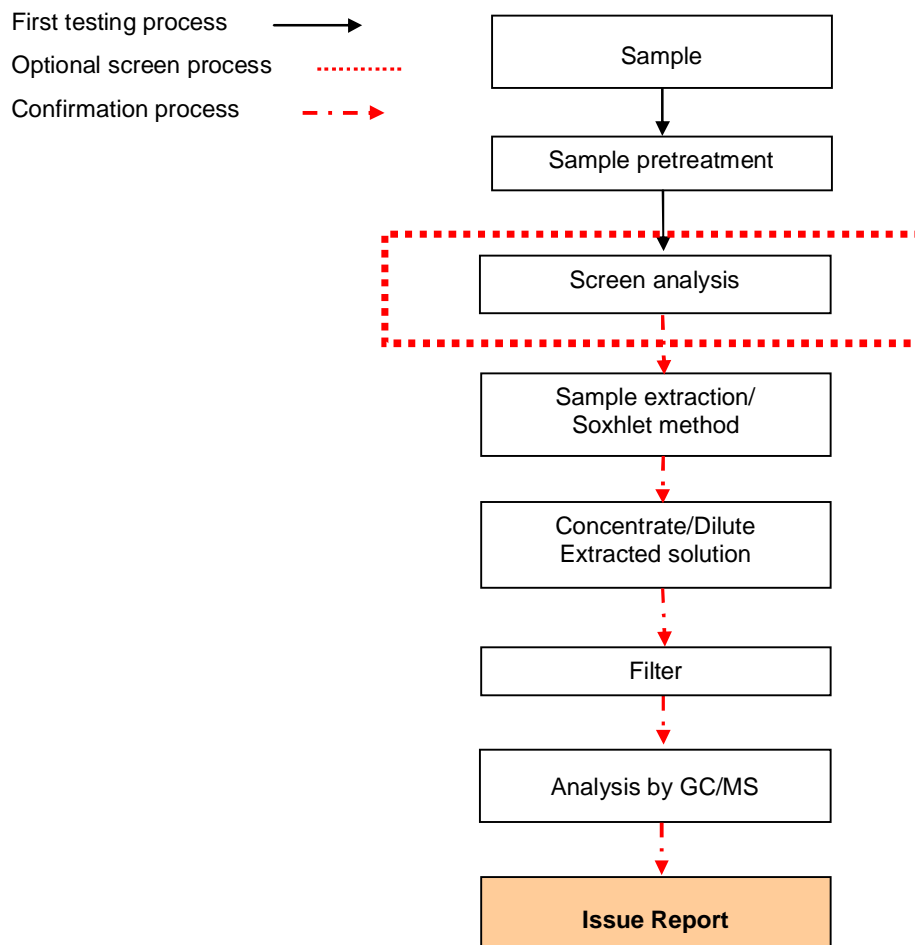 First testing process
Optional screen process
Confirmation process
Sample
Sample pretreatment
Screen analysis
Sample extraction/
Soxhlet method
Concentrate/Dilute
Extracted solution
Filter
Analysis by GC/MS
Issue Report